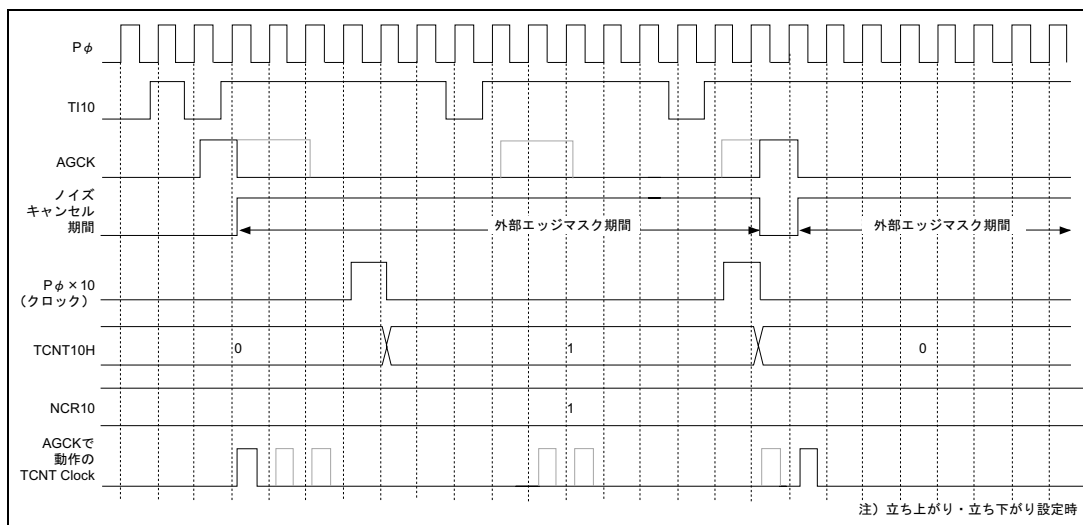 Pφ
TI10
AGCK
ノイズ
キャンセル
期間
外部エッジマスク期間
外部エッジマスク期間
Pφ×10
(クロック)
TCNT10H
0
1
0
NCR10
1
AGCKで
動作の
TCNT Clock
注）立ち上がり・立ち下がり設定時